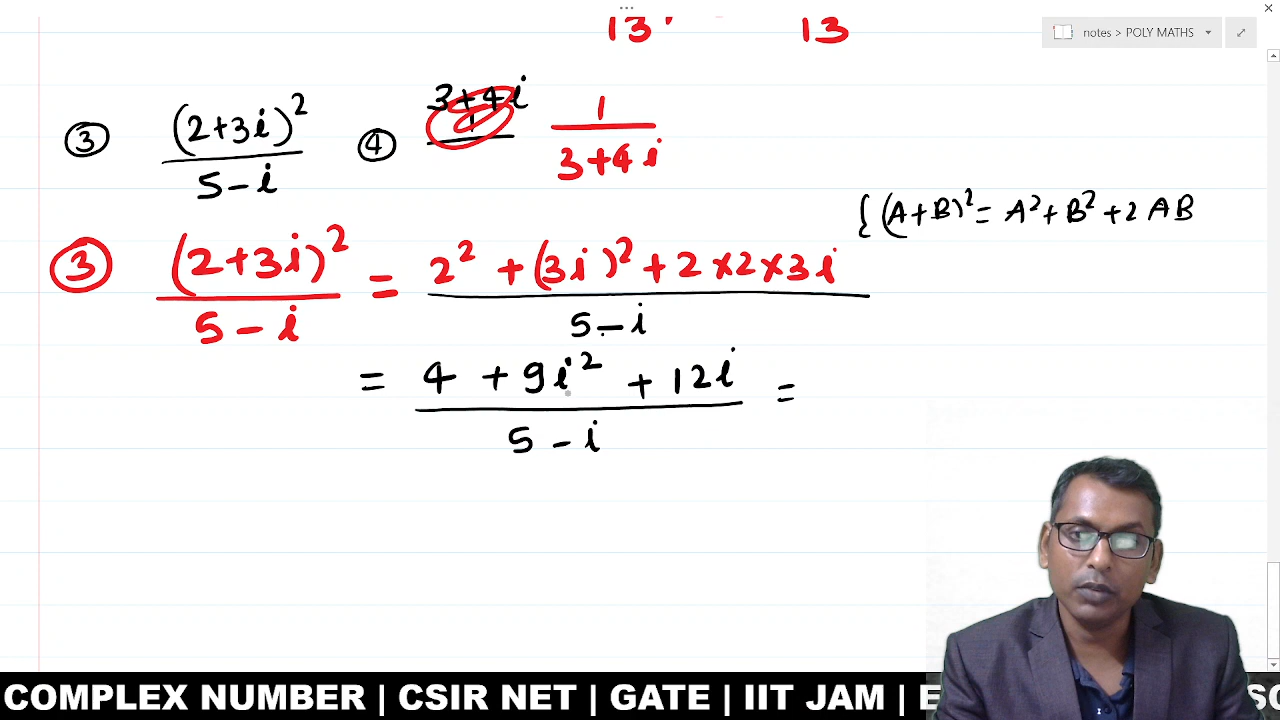 13 13
notes > POLY MATHS
③ (2+3i)² / 5-i ④ 1 / 3+4i
{ (A+B)² = A² + B² + 2AB
③ (2+3i)² / 5-i = 2² + (3i)² + 2×2×3i / 5-i
= 4 + 9i² + 12i / 5-i =
COMPLEX NUMBER | CSIR NET | GATE | IIT JAM | E